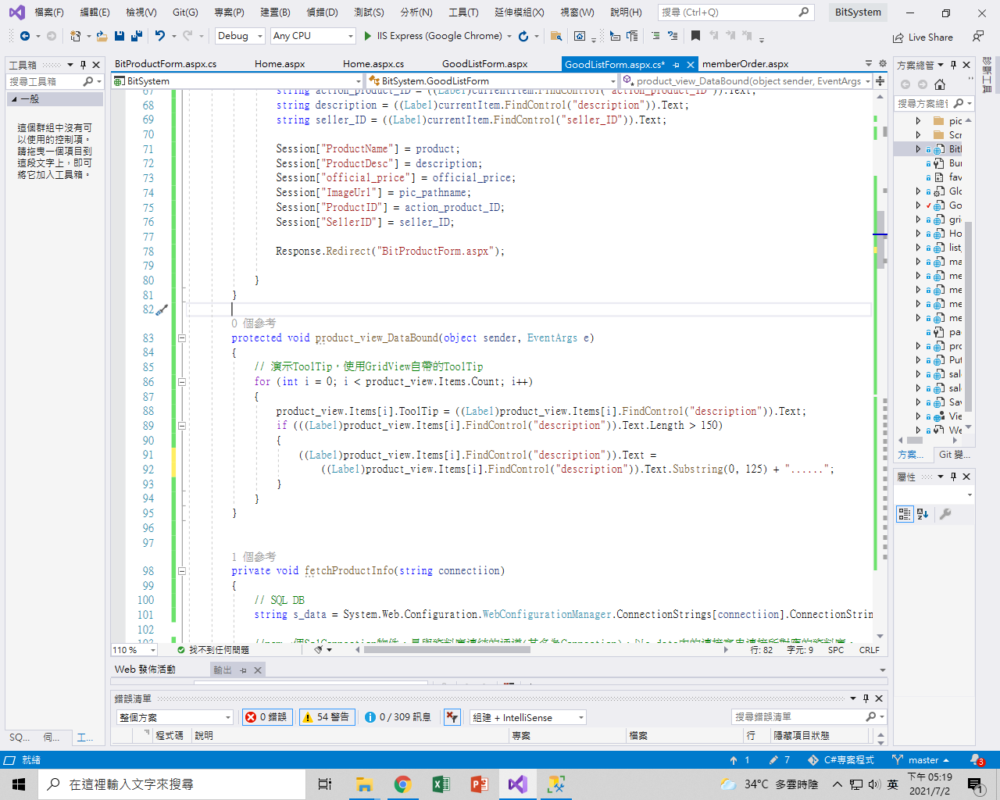 檔案(F) 編輯(E) 檢視(V) Git(G) 專案(P) 建置(B) 偵錯(D) 測試(S) 分析(N) 工具(T) 延伸模組(X) 視窗(W) 說明(H) 搜尋 (Ctrl+Q) BitSystem
Debug Any CPU IIS Express (Google Chrome) Live Share
工具箱
搜尋工具箱
一般
這個群組中沒有可
以使用的控制項。
請拖曳一個項目到
這段文字上，即可
將它加入工具箱。
SQ... 伺... 工...
BitProductForm.aspx.cs Home.aspx Home.aspx.cs GoodListForm.aspx GoodListForm.aspx.cs* memberOrder.aspx
BitSystem BitSystem.GoodListForm product_view_DataBound(object sender, EventArgs
67 string action_product_ID = ((Label)currentItem.FindControl("action_product_ID")).Text;
68 string description = ((Label)currentItem.FindControl("description")).Text;
69 string seller_ID = ((Label)currentItem.FindControl("seller_ID")).Text;
70
71 Session["ProductName"] = product;
72 Session["ProductDesc"] = description;
73 Session["official_price"] = official_price;
74 Session["ImageUrl"] = pic_pathname;
75 Session["ProductID"] = action_product_ID;
76 Session["SellerID"] = seller_ID;
77
78 Response.Redirect("BitProductForm.aspx");
79
80 }
81 }
82
0 個參考
83 protected void product_view_DataBound(object sender, EventArgs e)
84 {
85 // 演示ToolTip，使用GridView自帶的ToolTip
86 for (int i = 0; i < product_view.Items.Count; i++)
87 {
88 product_view.Items[i].ToolTip = ((Label)product_view.Items[i].FindControl("description")).Text;
89 if (((Label)product_view.Items[i].FindControl("description")).Text.Length > 150)
90 {
91 ((Label)product_view.Items[i].FindControl("description")).Text =
92 ((Label)product_view.Items[i].FindControl("description")).Text.Substring(0, 125) + "......";
93 }
94 }
95 }
96
97
1 個參考
98 private void fetchProductInfo(string connectiion)
99 {
100 // SQL DB
101 string s_data = System.Web.Configuration.WebConfigurationManager.ConnectionStrings[connectiion].ConnectionStrin
102
110 % 找不到任何問題 行: 82 字元: 9 SPC CRLF
Web 發佈活動 輸出
錯誤清單
整個方案 0 錯誤 54 警告 0 / 309 訊息 組建 + IntelliSense 搜尋錯誤清單
程式碼 說明 專案 檔案 行 隱藏項目狀態
方案總管
搜尋方案總管
pic
Scr
Bitl
Bur
fav
Glo
Go
gri
Ho
list_
ma
me
me
me
me
pac
pro
Put
sal
sal
Sav
Vie
We
方案... Git 變...
屬性
診斷工具
就緒 1 7 C#專案程式 master 3
在這裡輸入文字來搜尋 34°C 多雲時陰 英 下午 05:19
2021/7/2 1